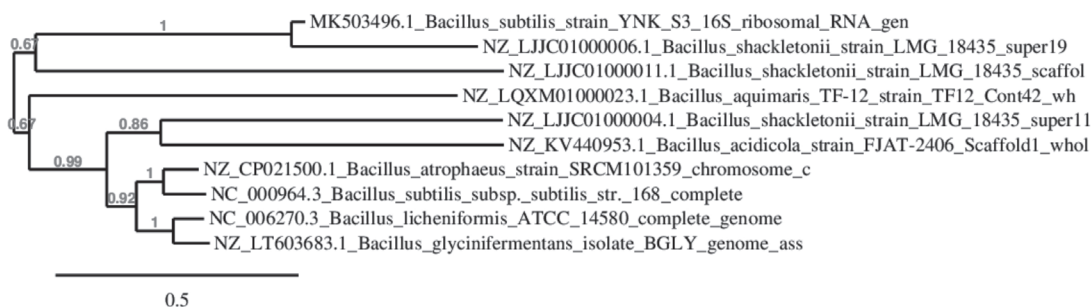 1
MK503496.1_Bacillus_subtilis_strain_YNK_S3_16S_ribosomal_RNA_gen
0.67
NZ_LJJC01000006.1_Bacillus_shackletonii_strain_LMG_18435_super19
NZ_LJJC01000011.1_Bacillus_shackletonii_strain_LMG_18435_scaffol
NZ_LQXM01000023.1_Bacillus_aquimaris_TF-12_strain_TF12_Cont42_wh
0.67
0.86
NZ_LJJC01000004.1_Bacillus_shackletonii_strain_LMG_18435_super11
NZ_KV440953.1_Bacillus_acidicola_strain_FJAT-2406_Scaffold1_whol
0.99
1
NZ_CP021500.1_Bacillus_atrophaeus_strain_SRCM101359_chromosome_c
0.92
NC_000964.3_Bacillus_subtilis_subsp._subtilis_str._168_complete
1
NC_006270.3_Bacillus_licheniformis_ATCC_14580_complete_genome
NZ_LT603683.1_Bacillus_glycinifermentans_isolate_BGLY_genome_ass
0.5